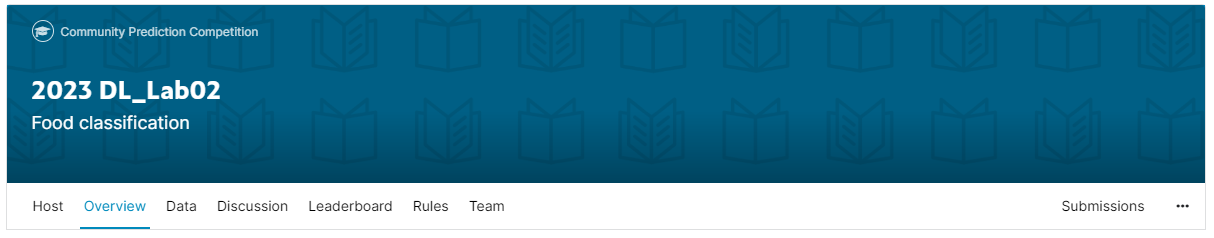 Community Prediction Competition
2023 DL_Lab02
Food classification
Host Overview Data Discussion Leaderboard Rules Team Submissions ...